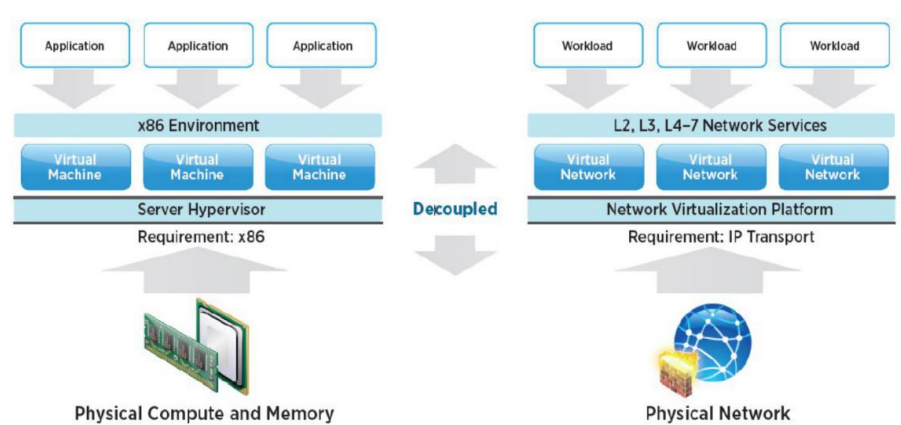 Application Application Application
x86 Environment
Virtual Machine Virtual Machine Virtual Machine
Server Hypervisor
Requirement: x86
Physical Compute and Memory
Decoupled
Workload Workload Workload
L2, L3, L4–7 Network Services
Virtual Network Virtual Network Virtual Network
Network Virtualization Platform
Requirement: IP Transport
Physical Network